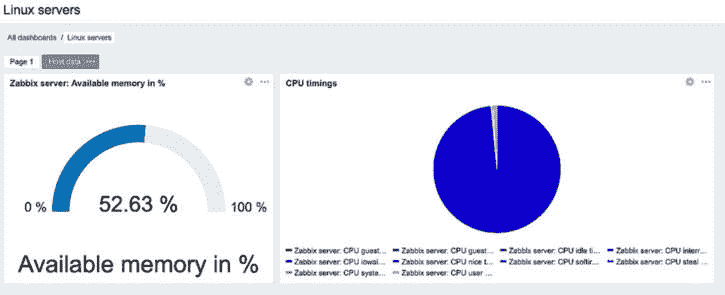 Linux servers
All dashboards / Linux servers
Page 1 Host data ...
Zabbix server: Available memory in %
0 % 52.63 % 100 %
Available memory in %
CPU timings
Zabbix server: CPU guest... Zabbix server: CPU guest... Zabbix server: CPU idle ti... Zabbix server: CPU interr...
Zabbix server: CPU iowai... Zabbix server: CPU nice t... Zabbix server: CPU softir... Zabbix server: CPU steal ...
Zabbix server: CPU syste... Zabbix server: CPU user ...